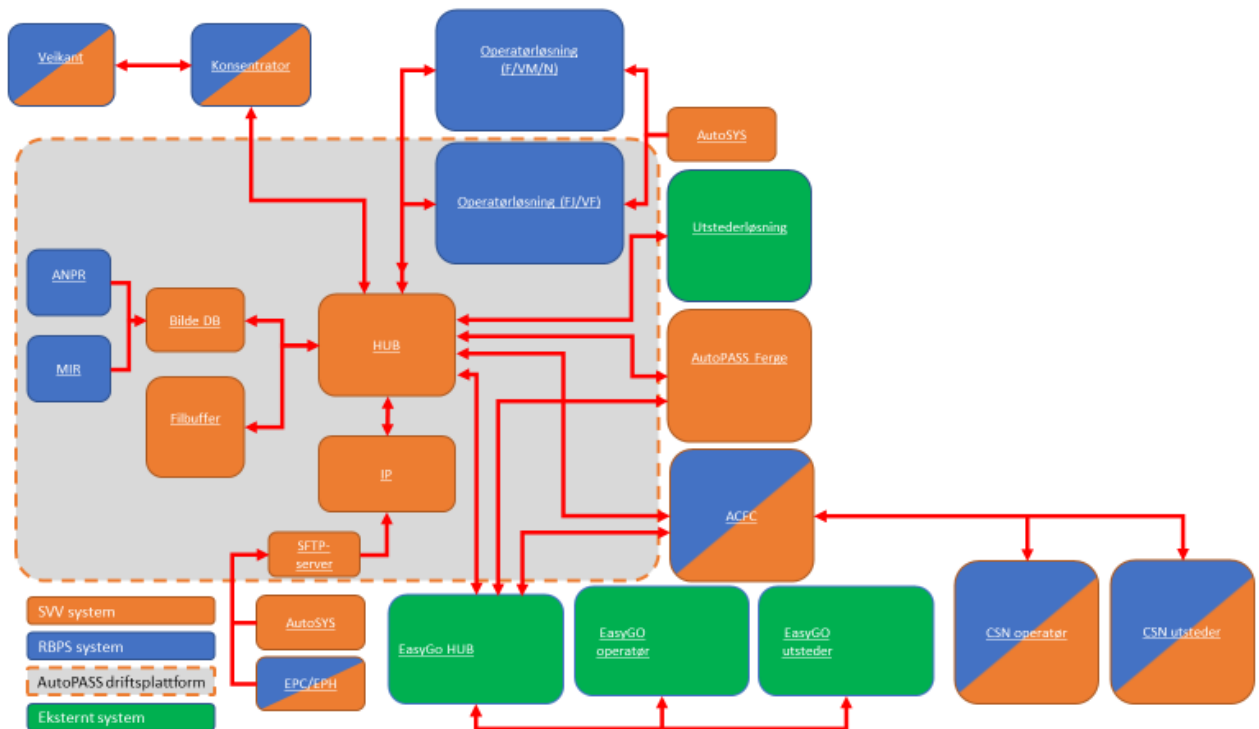 Veikant
Konsentrator
Operatørløsning
(F/VM/N)
AutoSYS
Operatørløsning (FJ/VF)
Utstederløsning
ANPR
Bilde DB
MIR
HUB
AutoPASS Ferge
Filbuffer
IP
ACFC
SFTP-
server
SVV system
RBPS system
AutoPASS driftsplattform
Eksternt system
AutoSYS
EPC/EPH
EasyGo HUB
EasyGO
operatør
EasyGO
utsteder
CSN operatør
CSN utsteder